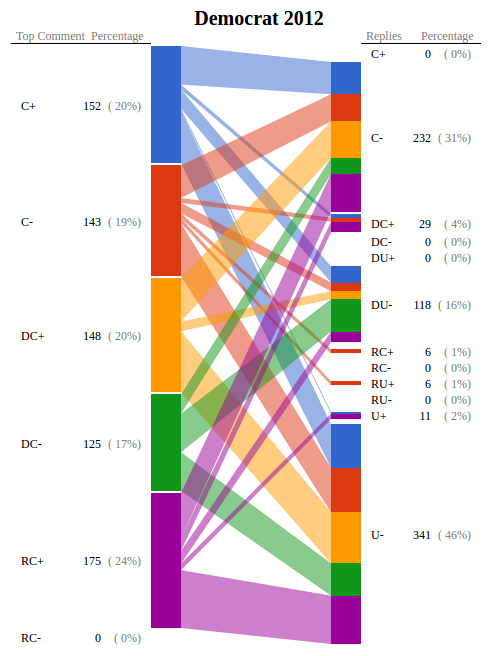 Democrat 2012
Top Comment Percentage Replies Percentage
C+ 0 ( 0%)
C+ 152 ( 20%)
C- 232 ( 31%)
C- 143 ( 19%)
DC+ 29 ( 4%)
DC- 0 ( 0%)
DU+ 0 ( 0%)
DU- 118 ( 16%)
DC+ 148 ( 20%)
RC+ 6 ( 1%)
RC- 0 ( 0%)
RU+ 6 ( 1%)
RU- 0 ( 0%)
U+ 11 ( 2%)
DC- 125 ( 17%)
U- 341 ( 46%)
RC+ 175 ( 24%)
RC- 0 ( 0%)